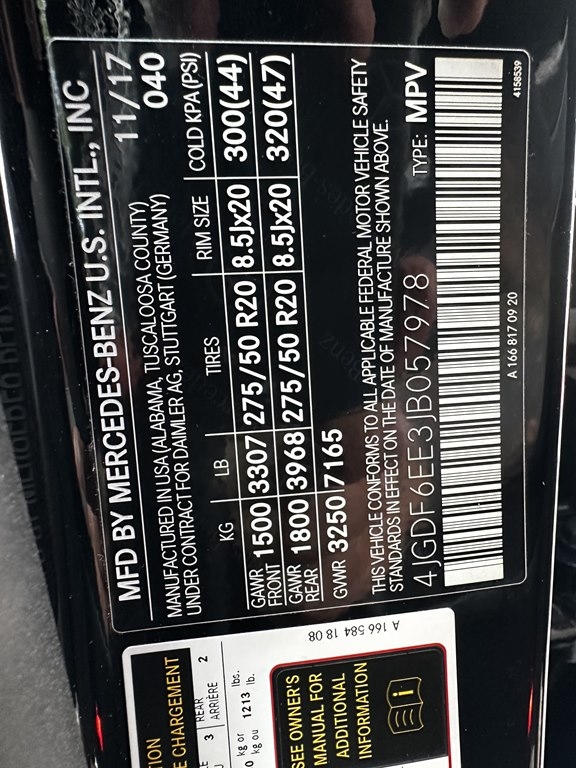 MFD BY MERCEDES-BENZ U.S. INTL., INC
11/17
MANUFACTURED IN USA (ALABAMA, TUSCALOOSA COUNTY)
040
UNDER CONTRACT FOR DAIMLER AG, STUTTGART (GERMANY)
KG LB TIRES RIM SIZE COLD KPA (PSI)
GAWR FRONT 1500 3307 275/50 R20 8.5Jx20 300(44)
GAWR REAR 1800 3968 275/50 R20 8.5Jx20 320(47)
GVWR 3250 7165
THIS VEHICLE CONFORMS TO ALL APPLICABLE FEDERAL MOTOR VEHICLE SAFETY
STANDARDS IN EFFECT ON THE DATE OF MANUFACTURE SHOWN ABOVE.
4JGDF6EE3JB057978 TYPE: MPV
A 166 817 09 20
4158539
A 166 584 18 08
E CHARGEMENT
3 REAR 2
ARRIÈRE
kg or 1213 lbs.
kg ou lb.
SEE OWNER'S
MANUAL FOR
ADDITIONAL
INFORMATION